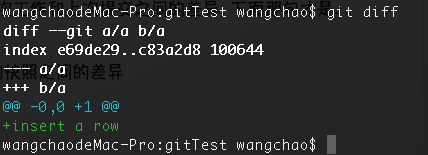 wangchaodeMac-Pro:gitTest wangchao$ git diff
diff --git a/a b/a
index e69de29..c83a2d8 100644
--- a/a
+++ b/a
@@ -0,0 +1 @@
+insert a row
wangchaodeMac-Pro:gitTest wangchao$